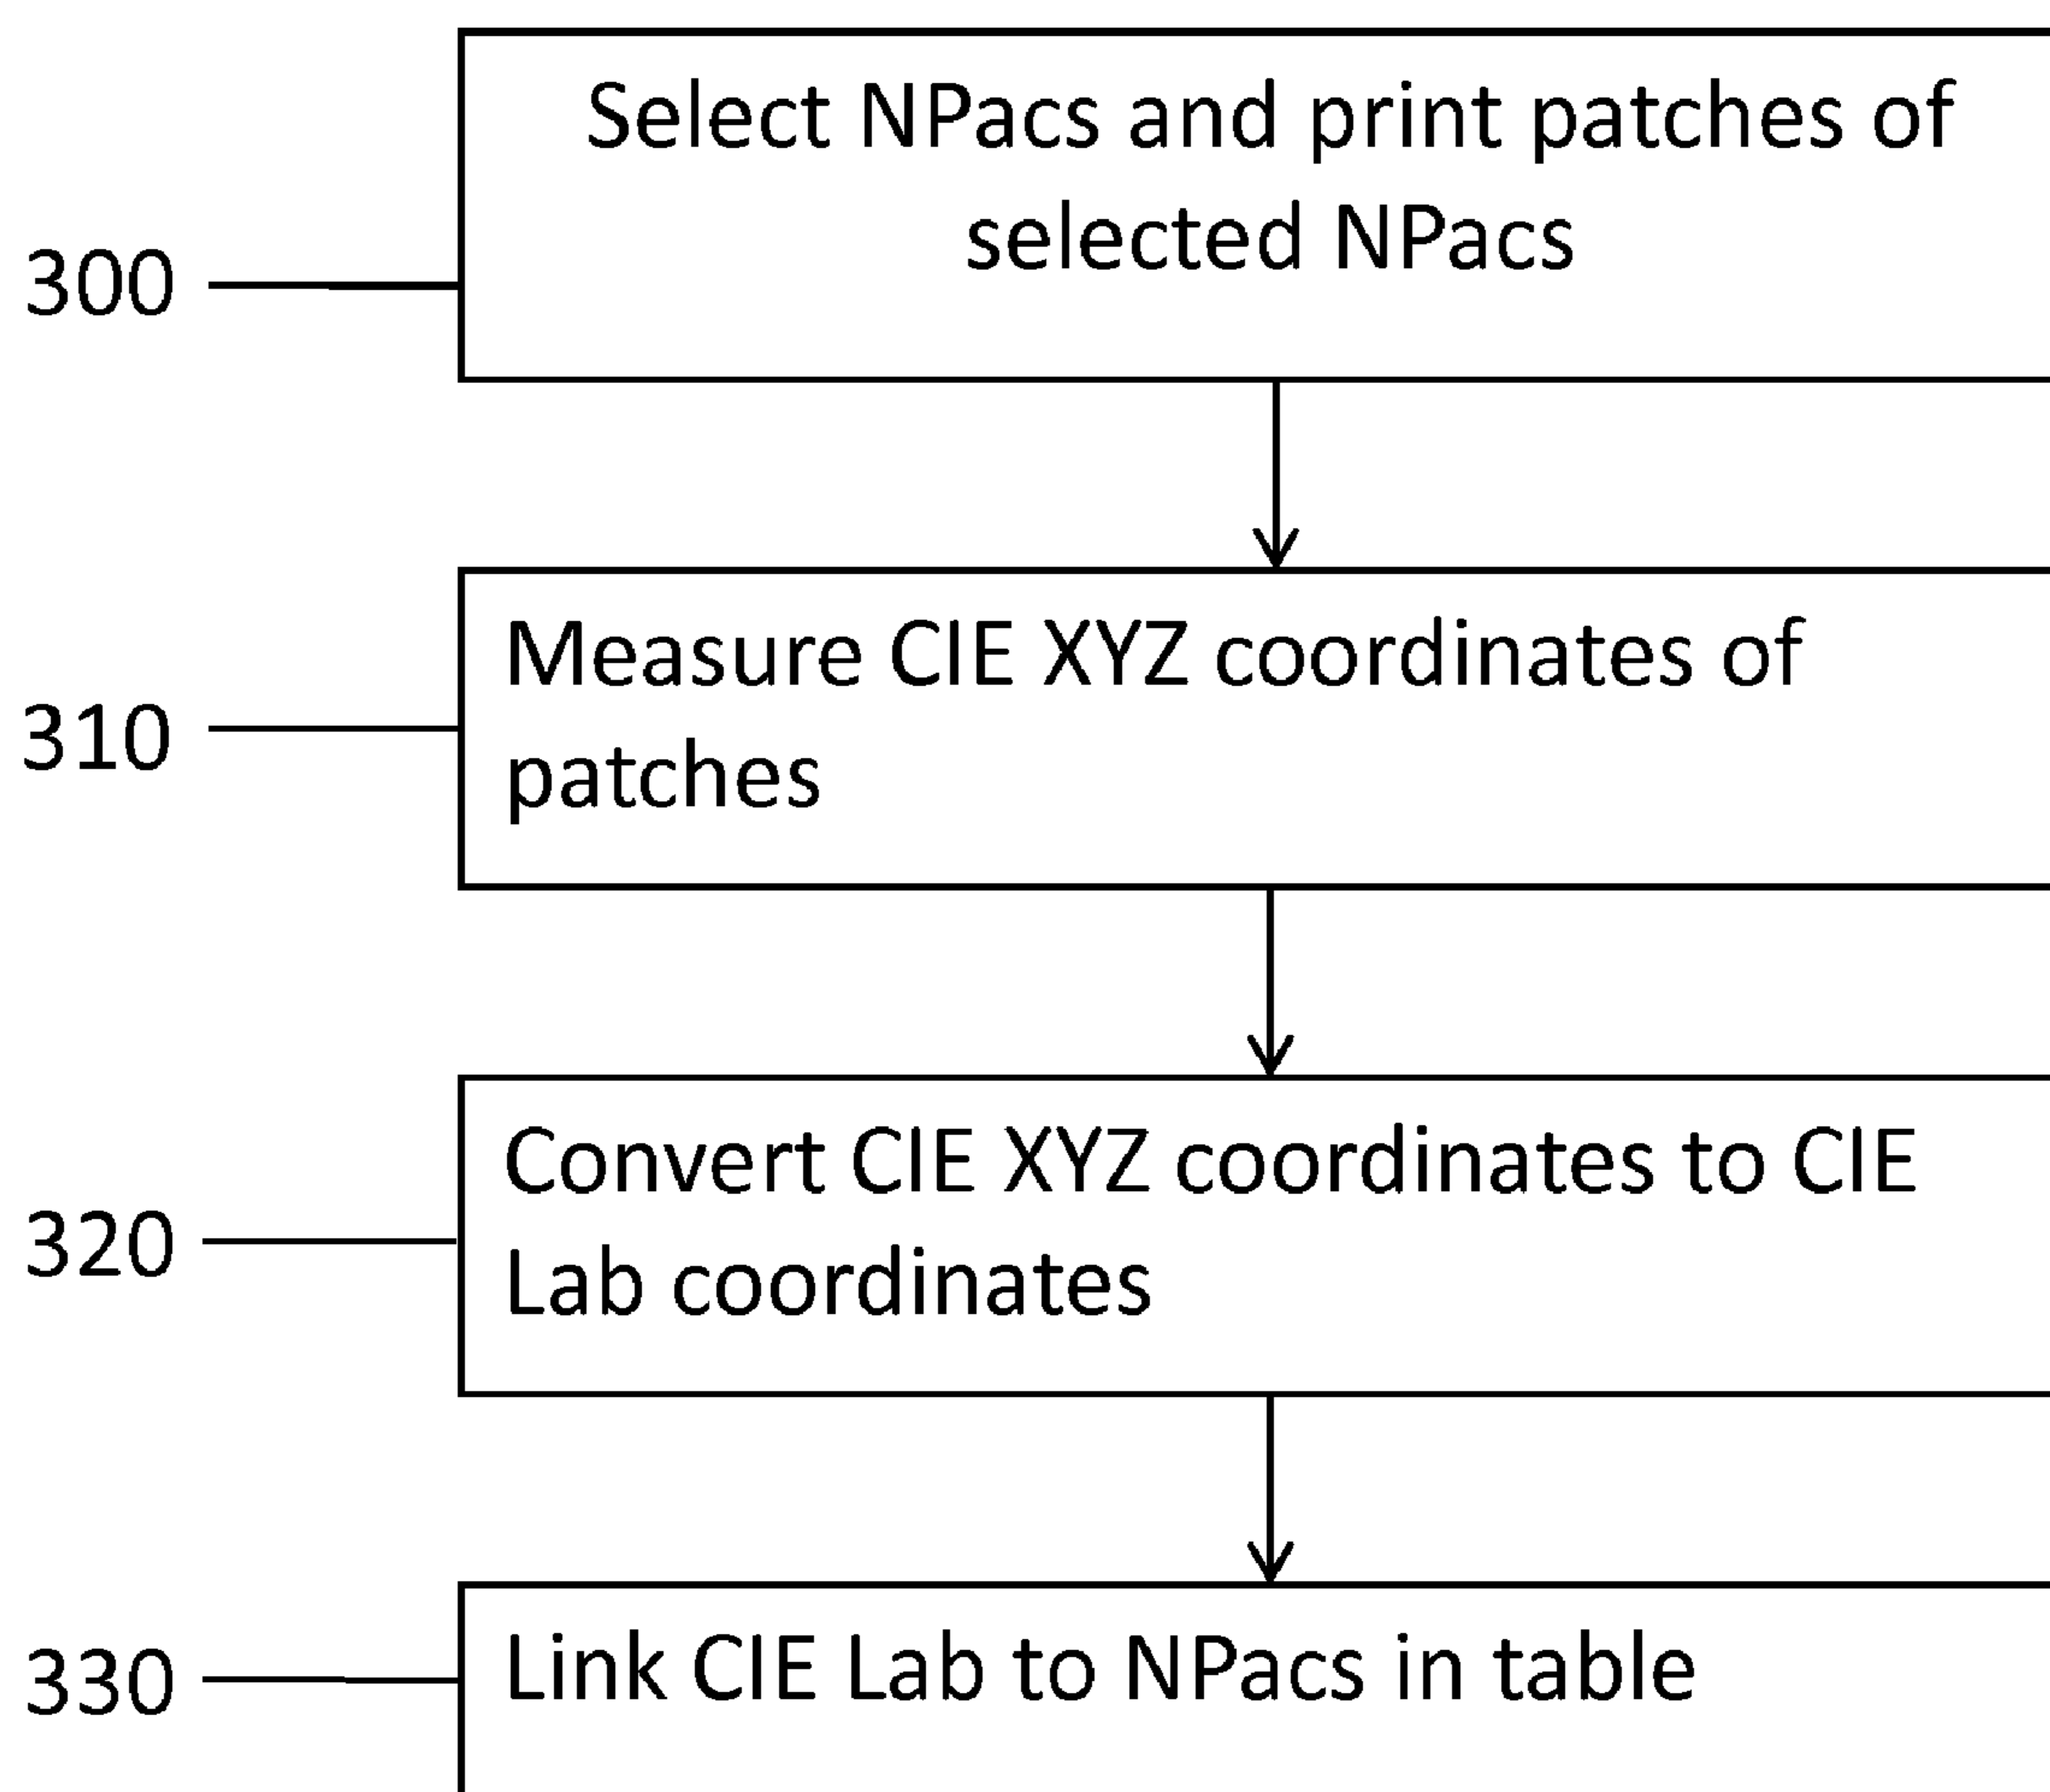 Select NPacs and print patches of
selected NPacs
300
Measure CIE XYZ coordinates of
310
patches
Convert CIE XYZ coordinates to CIE
320
Lab coordinates
330
Link CIE Lab to NPacs in table